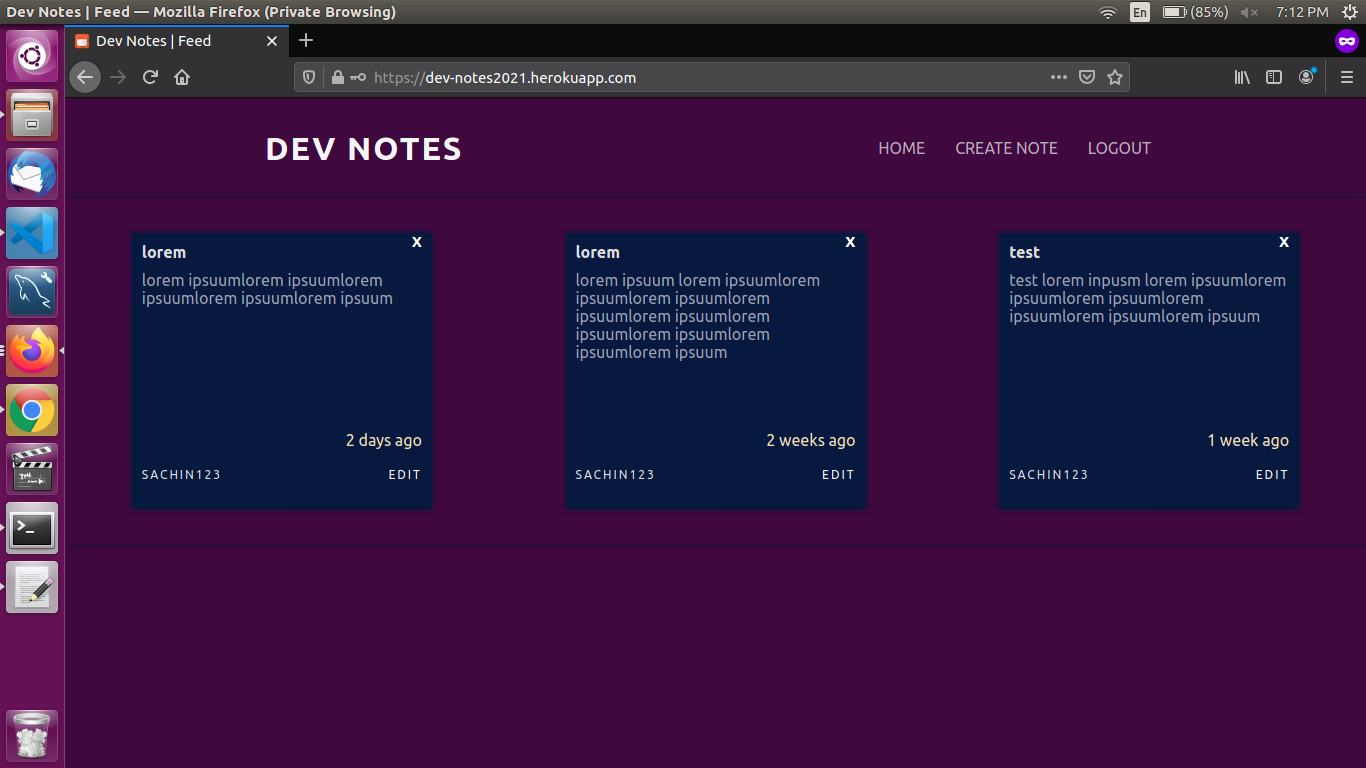 Dev Notes | Feed — Mozilla Firefox (Private Browsing)
En
(85%)
7:12 PM
Dev Notes | Feed
https://dev-notes2021.herokuapp.com
DEV NOTES
HOME CREATE NOTE LOGOUT
x
lorem
lorem ipsuumlorem ipsuumlorem
ipsuumlorem ipsuumlorem ipsuum
2 days ago
SACHIN123 EDIT
x
lorem
lorem ipsuum lorem ipsuumlorem
ipsuumlorem ipsuumlorem
ipsuumlorem ipsuumlorem
ipsuumlorem ipsuumlorem
ipsuumlorem ipsuum
2 weeks ago
SACHIN123 EDIT
x
test
test lorem inpusm lorem ipsuumlorem
ipsuumlorem ipsuumlorem
ipsuumlorem ipsuumlorem ipsuum
1 week ago
SACHIN123 EDIT